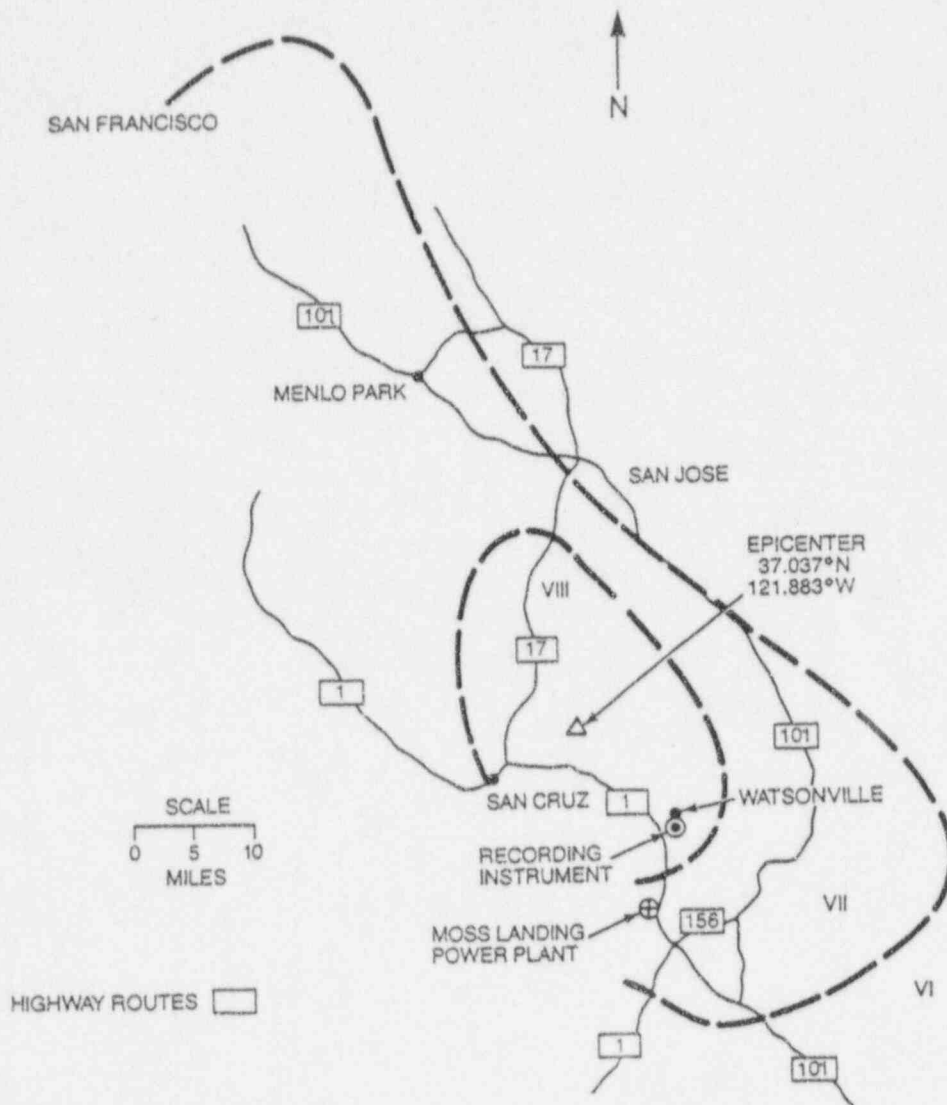 N
SAN FRANCISCO
101
17
MENLO PARK
SAN JOSE
EPICENTER
37.037°N
121.883°W
VIII
17
1
101
SAN CRUZ
1
WATSONVILLE
SCALE
0 5 10
MILES
RECORDING
INSTRUMENT
MOSS LANDING
POWER PLANT
156
VII
VI
HIGHWAY ROUTES
1
101